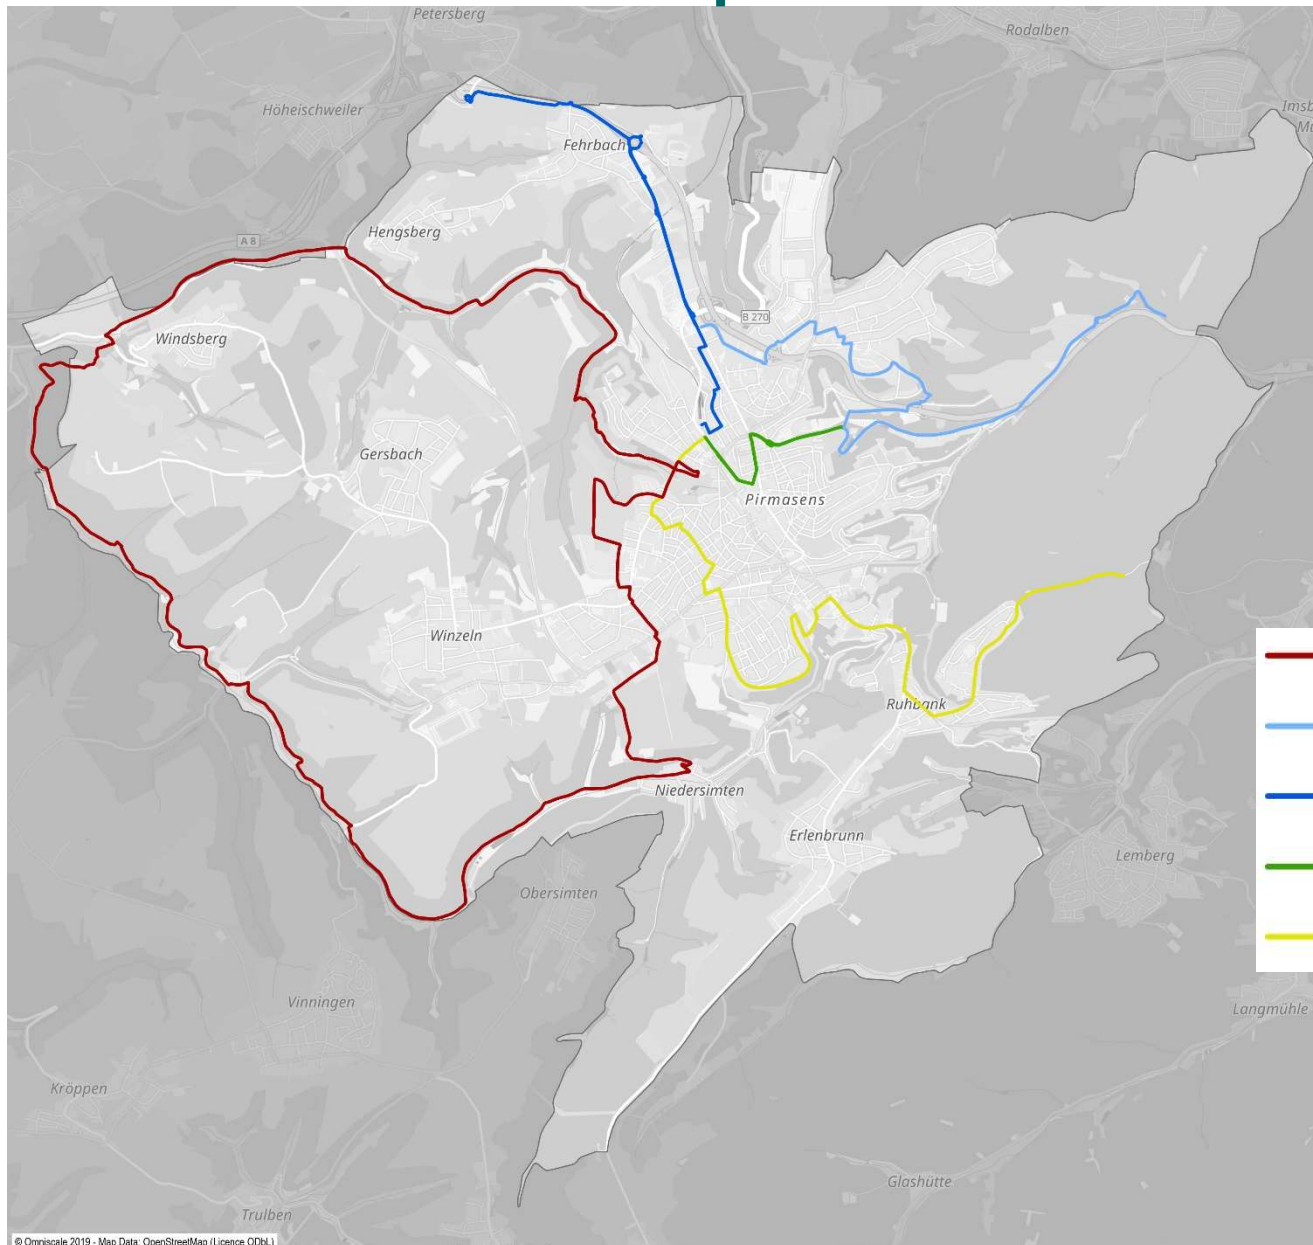 Petersberg
Rodalben
Höheischweiler
Fehrbach
Hengsberg
A 8
B 270
Windsberg
Gersbach
Pirmasens
Winzeln
Ruhbank
Niedersimten
Erlenbrunn
Lemberg
Obersimten
Vinningen
Langmühle
Kröppen
Glashütte
Trulben
© Omniscale 2019 - Map Data: OpenStreetMap (Licence ODbL)